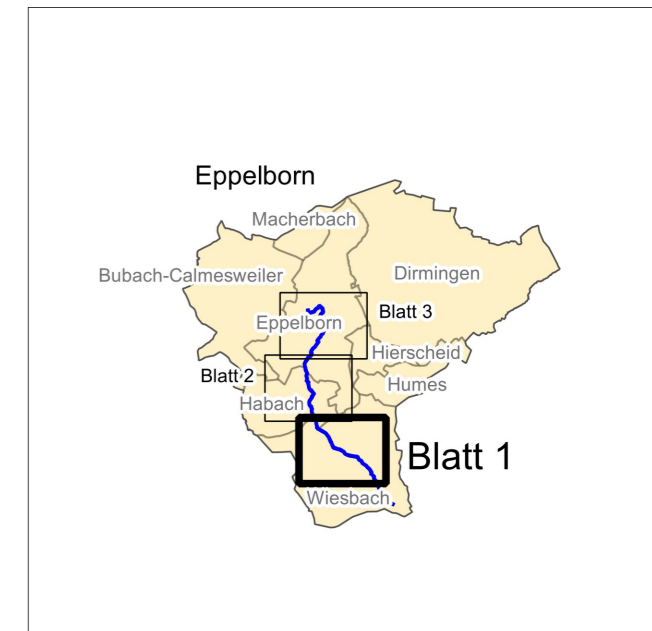 Eppelborn
Macherbach
Bubach-Calmesweiler
Dirmingen
Blatt 3
Eppelborn
Hierscheid
Blatt 2
Humes
Habach
Blatt 1
Wiesbach